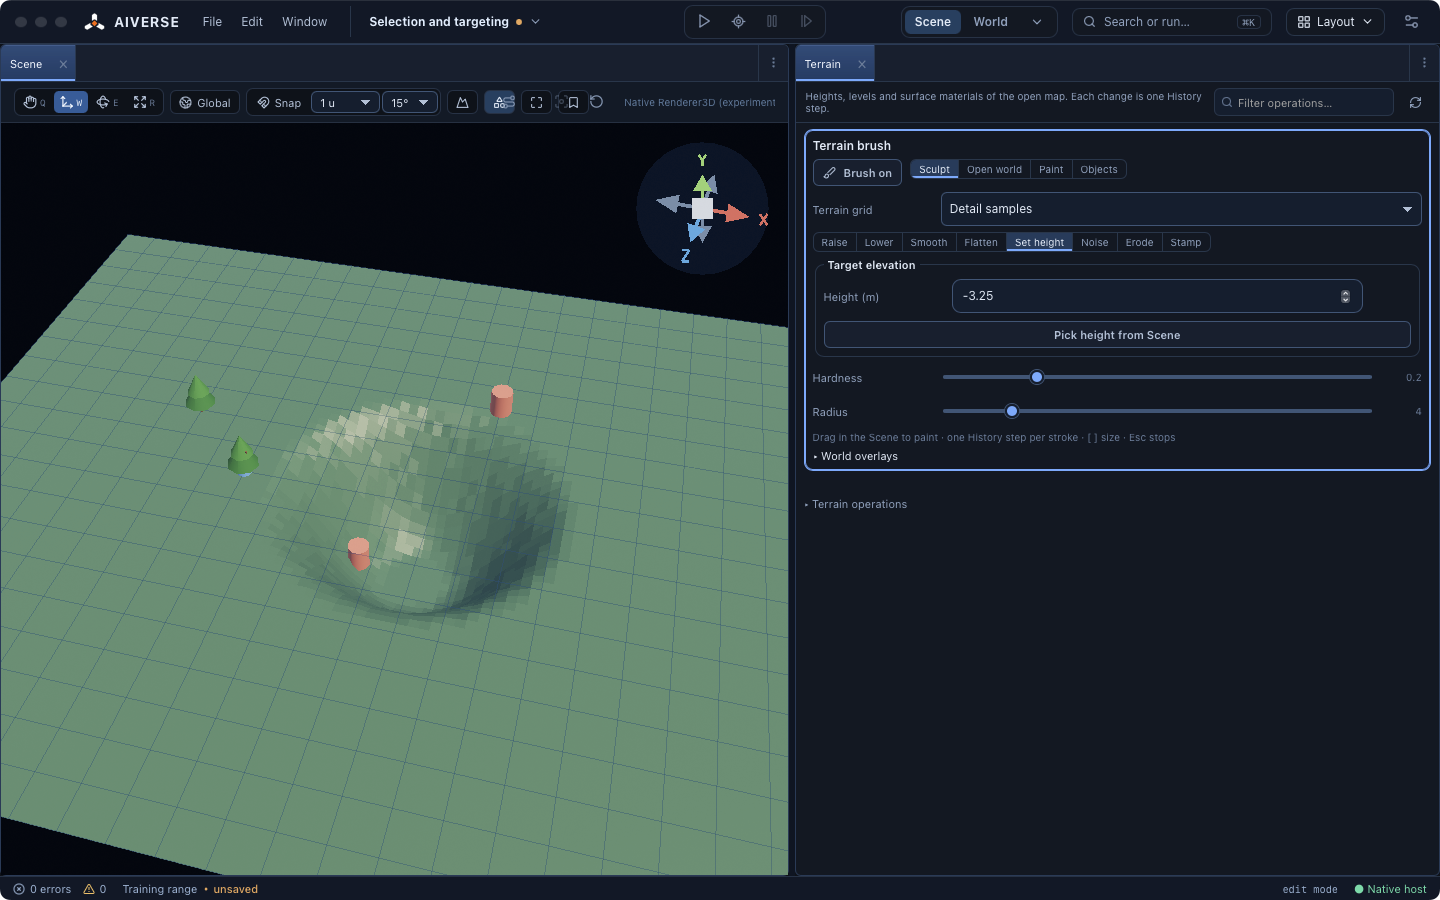 AIVERSE File Edit Window Selection and targeting Scene World Search or run... ⌘K Layout
Scene
Q W E R Global Snap 1 u 15° Native Renderer3D (experiment
Y
X
Z
Terrain
Heights, levels and surface materials of the open map. Each change is one History
step.
Filter operations...
Terrain brush
Brush on Sculpt Open world Paint Objects
Terrain grid Detail samples
Raise Lower Smooth Flatten Set height Noise Erode Stamp
Target elevation
Height (m) -3.25
Pick height from Scene
Hardness 0.2
Radius 4
Drag in the Scene to paint · one History step per stroke · [ ] size · Esc stops
World overlays
Terrain operations
0 errors 0 Training range • unsaved edit mode Native host